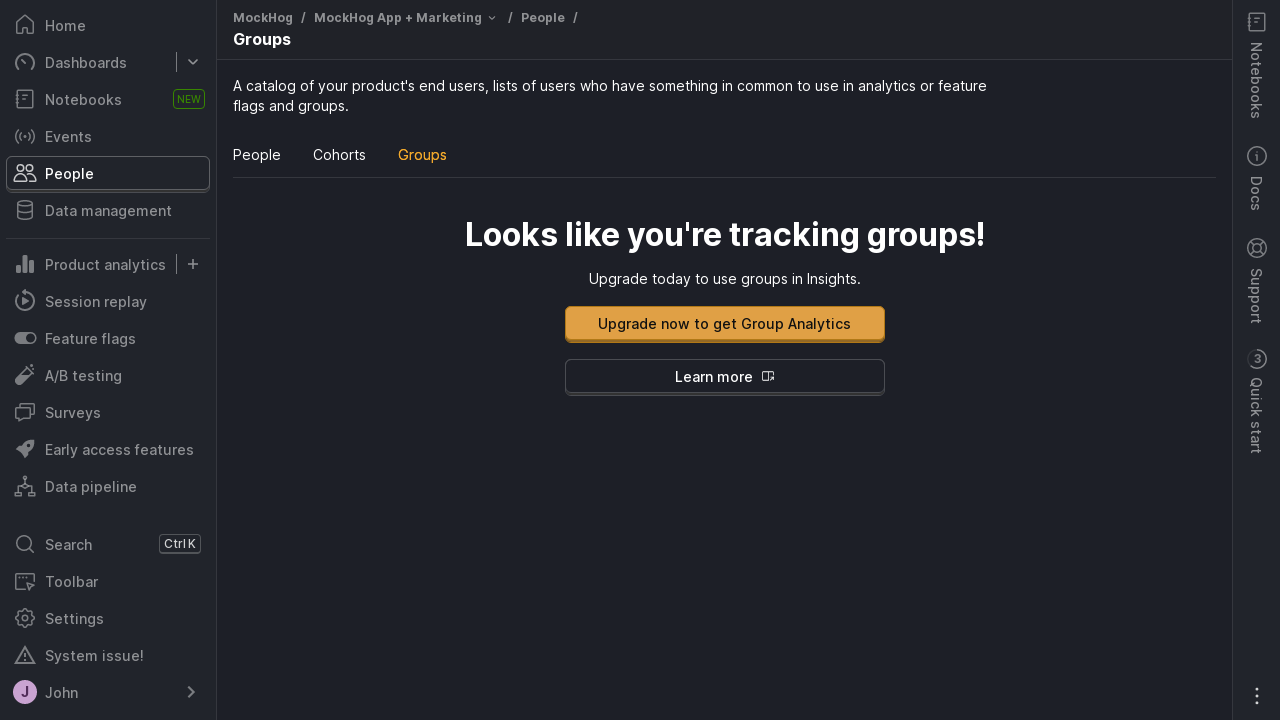 Home
Dashboards
Notebooks NEW
Events
People
Data management
Product analytics
Session replay
Feature flags
A/B testing
Surveys
Early access features
Data pipeline
Search Ctrl K
Toolbar
Settings
System issue!
J John
MockHog / MockHog App + Marketing / People /
Groups
A catalog of your product's end users, lists of users who have something in common to use in analytics or feature
flags and groups.
People Cohorts Groups
Looks like you're tracking groups!
Upgrade today to use groups in Insights.
Upgrade now to get Group Analytics
Learn more
Notebooks
Docs
Support
3 Quick start